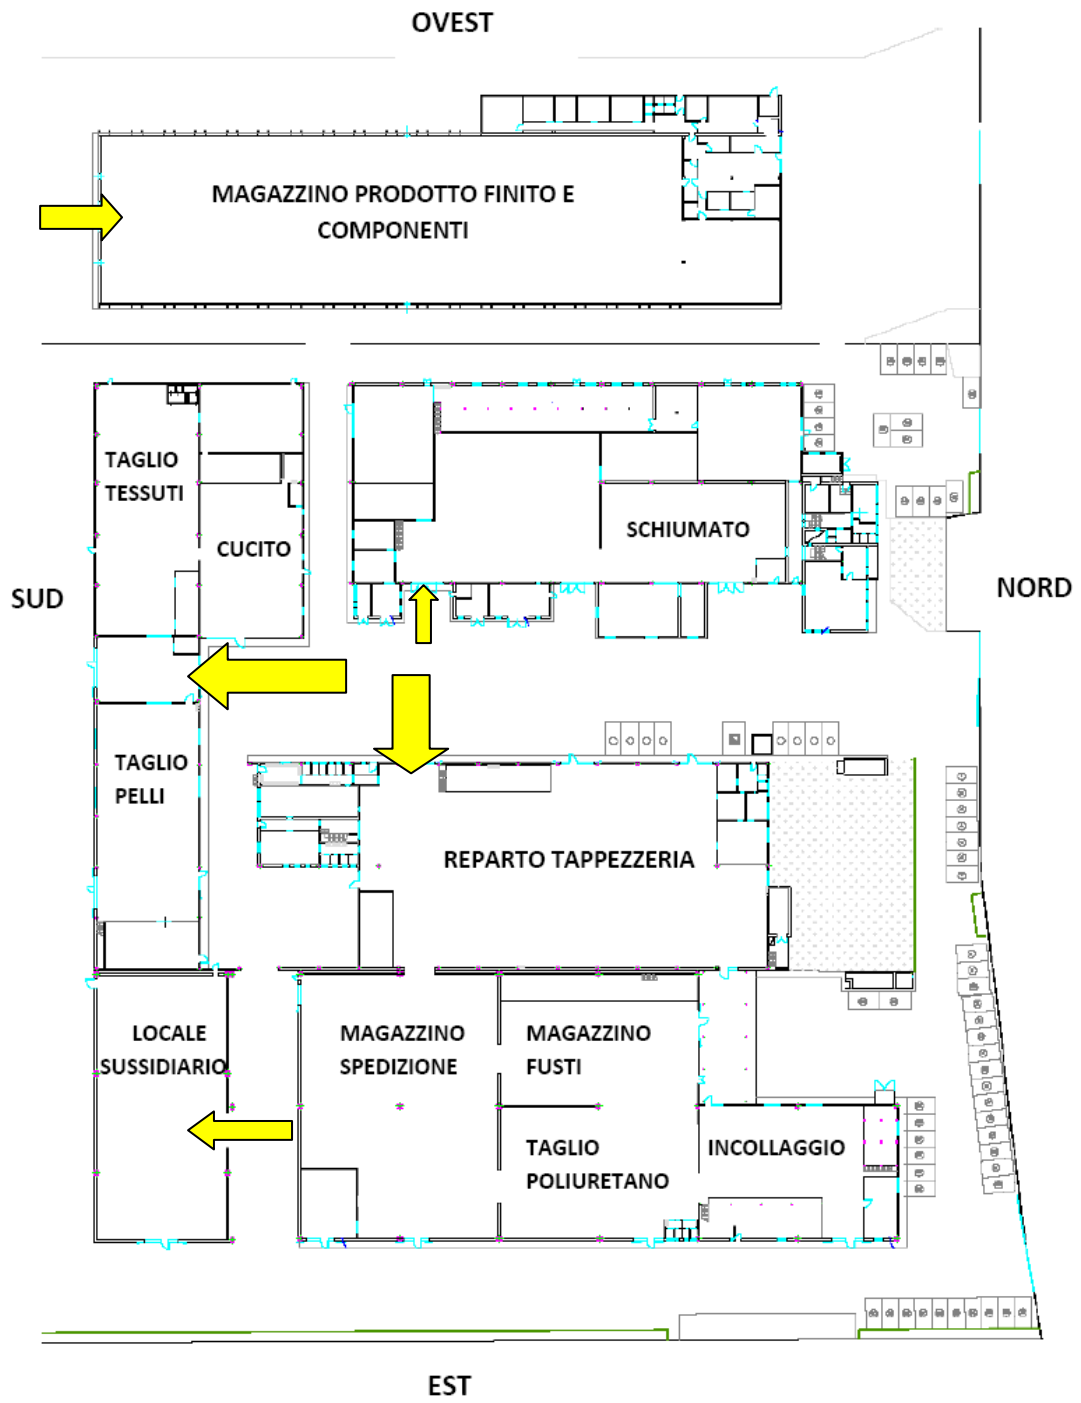 OVEST
MAGAZZINO PRODOTTO FINITO E
COMPONENTI
TAGLIO
TESSUTI
CUCITO
SCHIUMATO
SUD
NORD
TAGLIO
PELLI
REPARTO TAPPEZZERIA
LOCALE
SUSSIDIARIO
MAGAZZINO
SPEDIZIONE
MAGAZZINO
FUSTI
TAGLIO
POLIURETANO
INCOLLAGGIO
EST